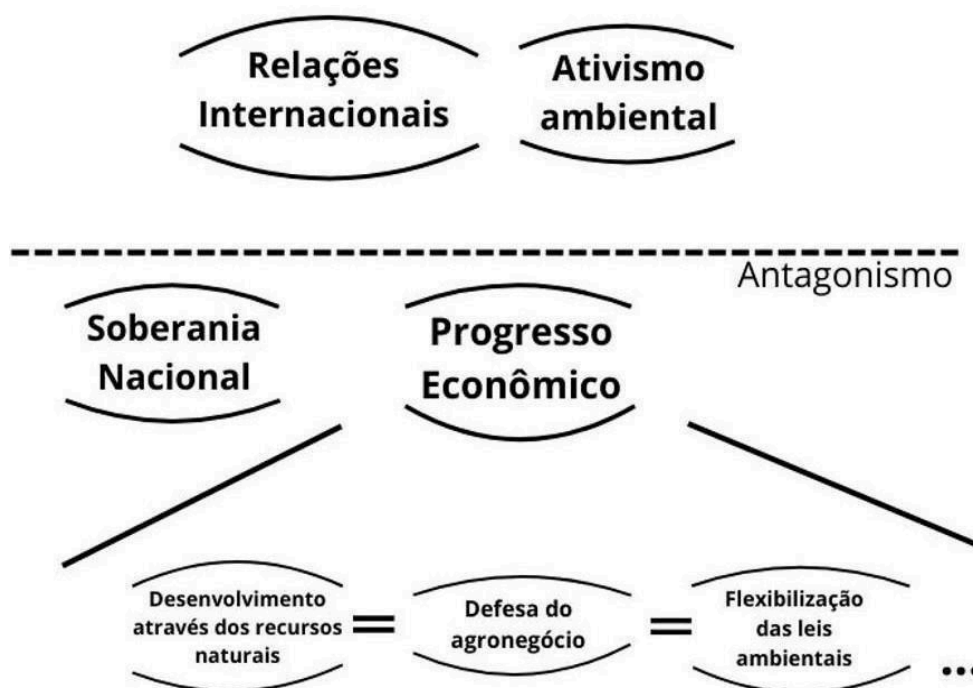 Relações
Internacionais
Ativismo
ambiental
Antagonismo
Soberania
Nacional
Progresso
Econômico
Desenvolvimento
através dos recursos
naturais
=
Defesa do
agronegócio
=
Flexibilização
das leis
ambientais
...